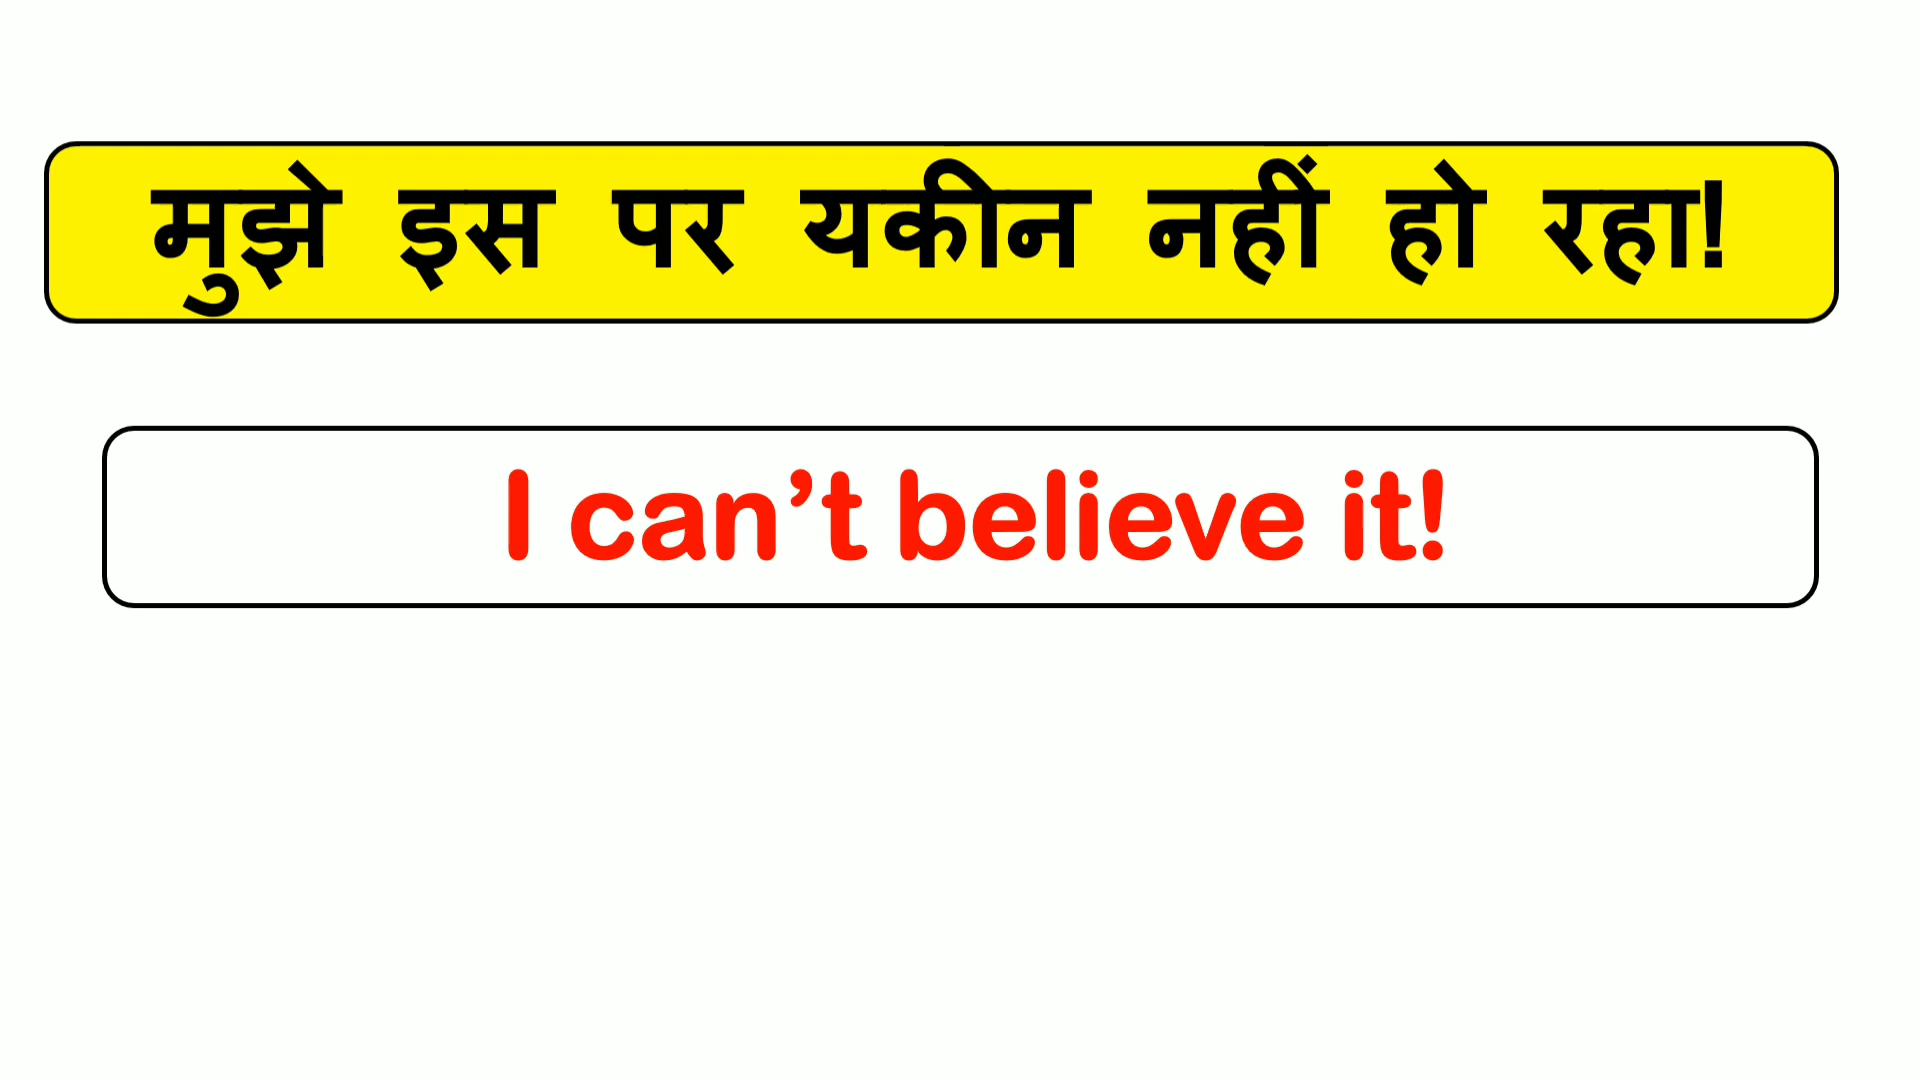 मुझे इस पर यकीन नहीं हो रहा!
I can’t believe it!